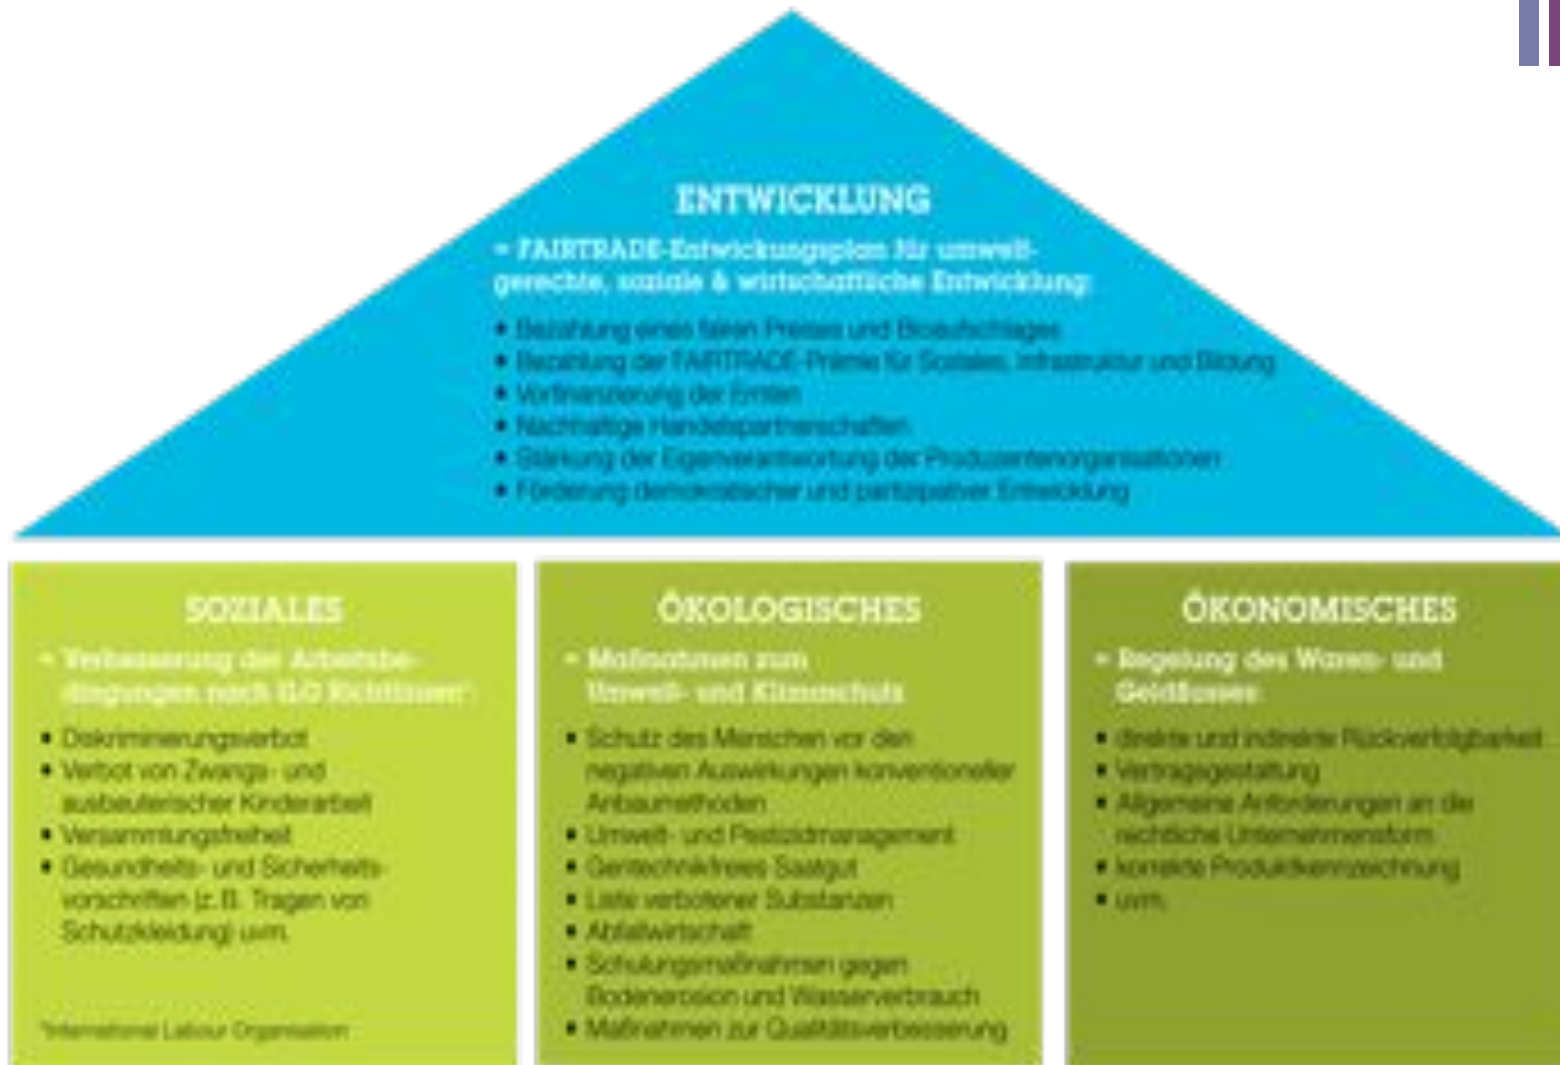 ENTWICKLUNG
= FAIRTRADE-Entwickungsplan für umwelt-
gerechte, soziale & wirtschaftliche Entwicklung:
• Bezahlung eines fairen Preises und Bioaufschlages
• Bezahlung der FAIRTRADE-Prämie für Soziales, Infrastruktur und Bildung
• Vorfinanzierung der Ernten
• Nachhaltige Handelspartnerschaften
• Stärkung der Eigenverantwortung der Produzentenorganisationen
• Förderung demokratischer und partizipativer Entwicklung
SOZIALES
= Verbesserung der Arbeitsbe-
dingungen nach ILO Richtlinien*
• Diskriminierungsverbot
• Verbot von Zwangs- und
ausbeuterischer Kinderarbeit
• Versammlungsfreiheit
• Gesundheits- und Sicherheits-
vorschriften (z.B. Tragen von
Schutzkleidung) uvm.
*International Labour Organisation
ÖKOLOGISCHES
= Maßnahmen zum
Umwelt- und Klimaschutz
• Schutz des Menschen vor den
negativen Auswirkungen konventioneller
Anbaumethoden
• Umwelt- und Pestizidmanagement
• Gentechnikfreies Saatgut
• Liste verbotener Substanzen
• Abfallwirtschaft
• Schulungsmaßnahmen gegen
Bodenerosion und Wasserverbrauch
• Maßnahmen zur Qualitätsverbesserung
ÖKONOMISCHES
= Regelung des Waren- und
Geldflusses:
• direkte und indirekte Rückverfolgbarkeit
• Vertragsgestaltung
• Allgemeine Anforderungen an die
rechtliche Unternehmensform
• korrekte Produktkennzeichnung
• uvm.